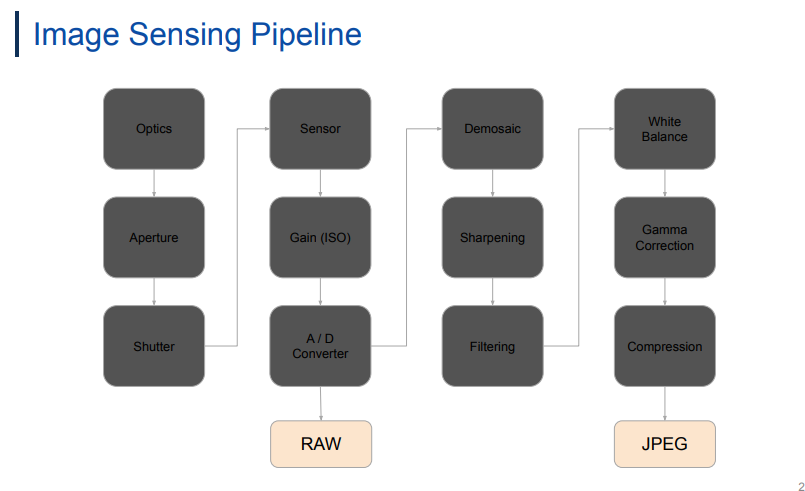 Image Sensing Pipeline
Optics
Aperture
Shutter
Sensor
Gain (ISO)
A / D
Converter
RAW
Demosaic
Sharpening
Filtering
White
Balance
Gamma
Correction
Compression
JPEG
2